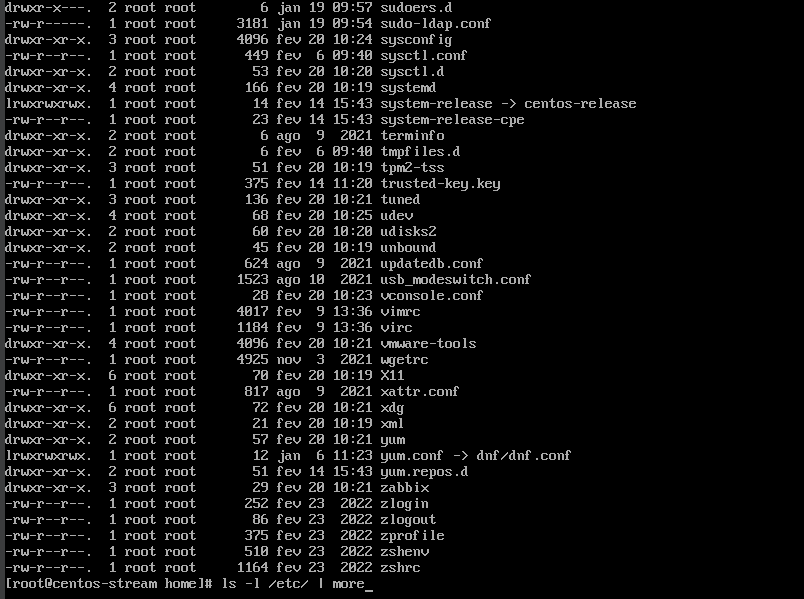 drwxr-x---.  2 root root       6 jan 19 09:57 sudoers.d
-rw-r-----.  1 root root    3181 jan 19 09:54 sudo-ldap.conf
drwxr-xr-x.  3 root root    4096 fev 20 10:24 sysconfig
-rw-r--r--.  1 root root     449 fev  6 09:40 sysctl.conf
drwxr-xr-x.  2 root root      53 fev 20 10:20 sysctl.d
drwxr-xr-x.  4 root root     166 fev 20 10:19 systemd
lrwxrwxrwx.  1 root root      14 fev 14 15:43 system-release -> centos-release
-rw-r--r--.  1 root root      23 fev 14 15:43 system-release-cpe
drwxr-xr-x.  2 root root       6 ago  9  2021 terminfo
drwxr-xr-x.  2 root root       6 fev  6 09:40 tmpfiles.d
drwxr-xr-x.  3 root root      51 fev 20 10:19 tpm2-tss
-rw-r--r--.  1 root root     375 fev 14 11:20 trusted-key.key
drwxr-xr-x.  3 root root     136 fev 20 10:21 tuned
drwxr-xr-x.  4 root root      68 fev 20 10:25 udev
drwxr-xr-x.  2 root root      60 fev 20 10:20 udisks2
drwxr-xr-x.  2 root root      45 fev 20 10:19 unbound
-rw-r--r--.  1 root root     624 ago  9  2021 updatedb.conf
-rw-r--r--.  1 root root    1523 ago 10  2021 usb_modeswitch.conf
-rw-r--r--.  1 root root      28 fev 20 10:23 vconsole.conf
-rw-r--r--.  1 root root    4017 fev  9 13:36 vimrc
-rw-r--r--.  1 root root    1184 fev  9 13:36 virc
drwxr-xr-x.  4 root root    4096 fev 20 10:21 vmware-tools
-rw-r--r--.  1 root root    4925 nov  3  2021 wgetrc
drwxr-xr-x.  6 root root      70 fev 20 10:19 X11
-rw-r--r--.  1 root root     817 ago  9  2021 xattr.conf
drwxr-xr-x.  6 root root      72 fev 20 10:21 xdg
drwxr-xr-x.  2 root root      21 fev 20 10:19 xml
drwxr-xr-x.  2 root root      57 fev 20 10:21 yum
lrwxrwxrwx.  1 root root      12 jan  6 11:23 yum.conf -> dnf/dnf.conf
drwxr-xr-x.  2 root root      51 fev 14 15:43 yum.repos.d
drwxr-xr-x.  3 root root      29 fev 20 10:21 zabbix
-rw-r--r--.  1 root root     252 fev 23  2022 zlogin
-rw-r--r--.  1 root root      86 fev 23  2022 zlogout
-rw-r--r--.  1 root root     375 fev 23  2022 zprofile
-rw-r--r--.  1 root root     510 fev 23  2022 zshenv
-rw-r--r--.  1 root root    1164 fev 23  2022 zshrc
[root@centos-stream home]# ls -l /etc/ | more_